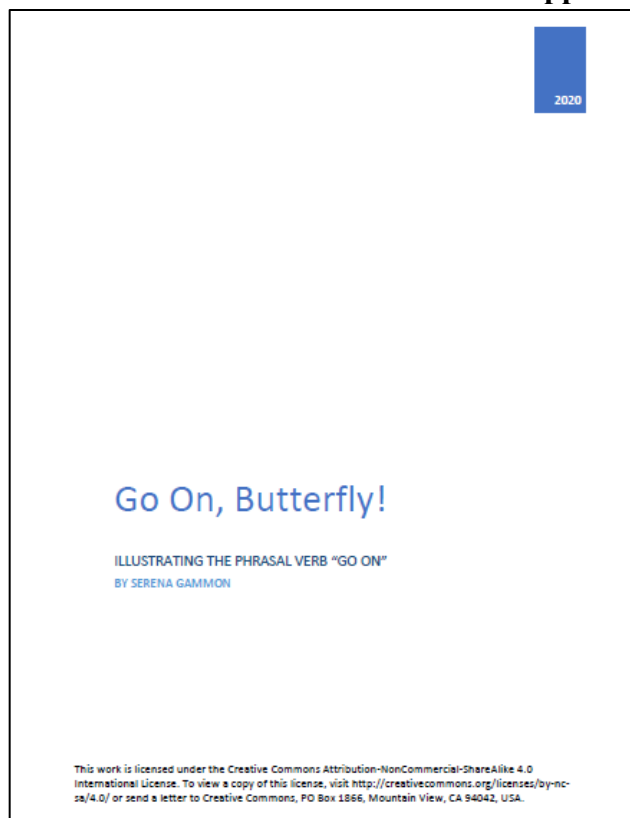 pp
2020
Go On, Butterfly!
ILLUSTRATING THE PHRASAL VERB “GO ON”
BY SERENA GAMMON
This work is licensed under the Creative Commons Attribution-NonCommercial-ShareAlike 4.0
International License. To view a copy of this license, visit http://creativecommons.org/licenses/by-nc-
sa/4.0/ or send a letter to Creative Commons, PO Box 1866, Mountain View, CA 94042, USA.